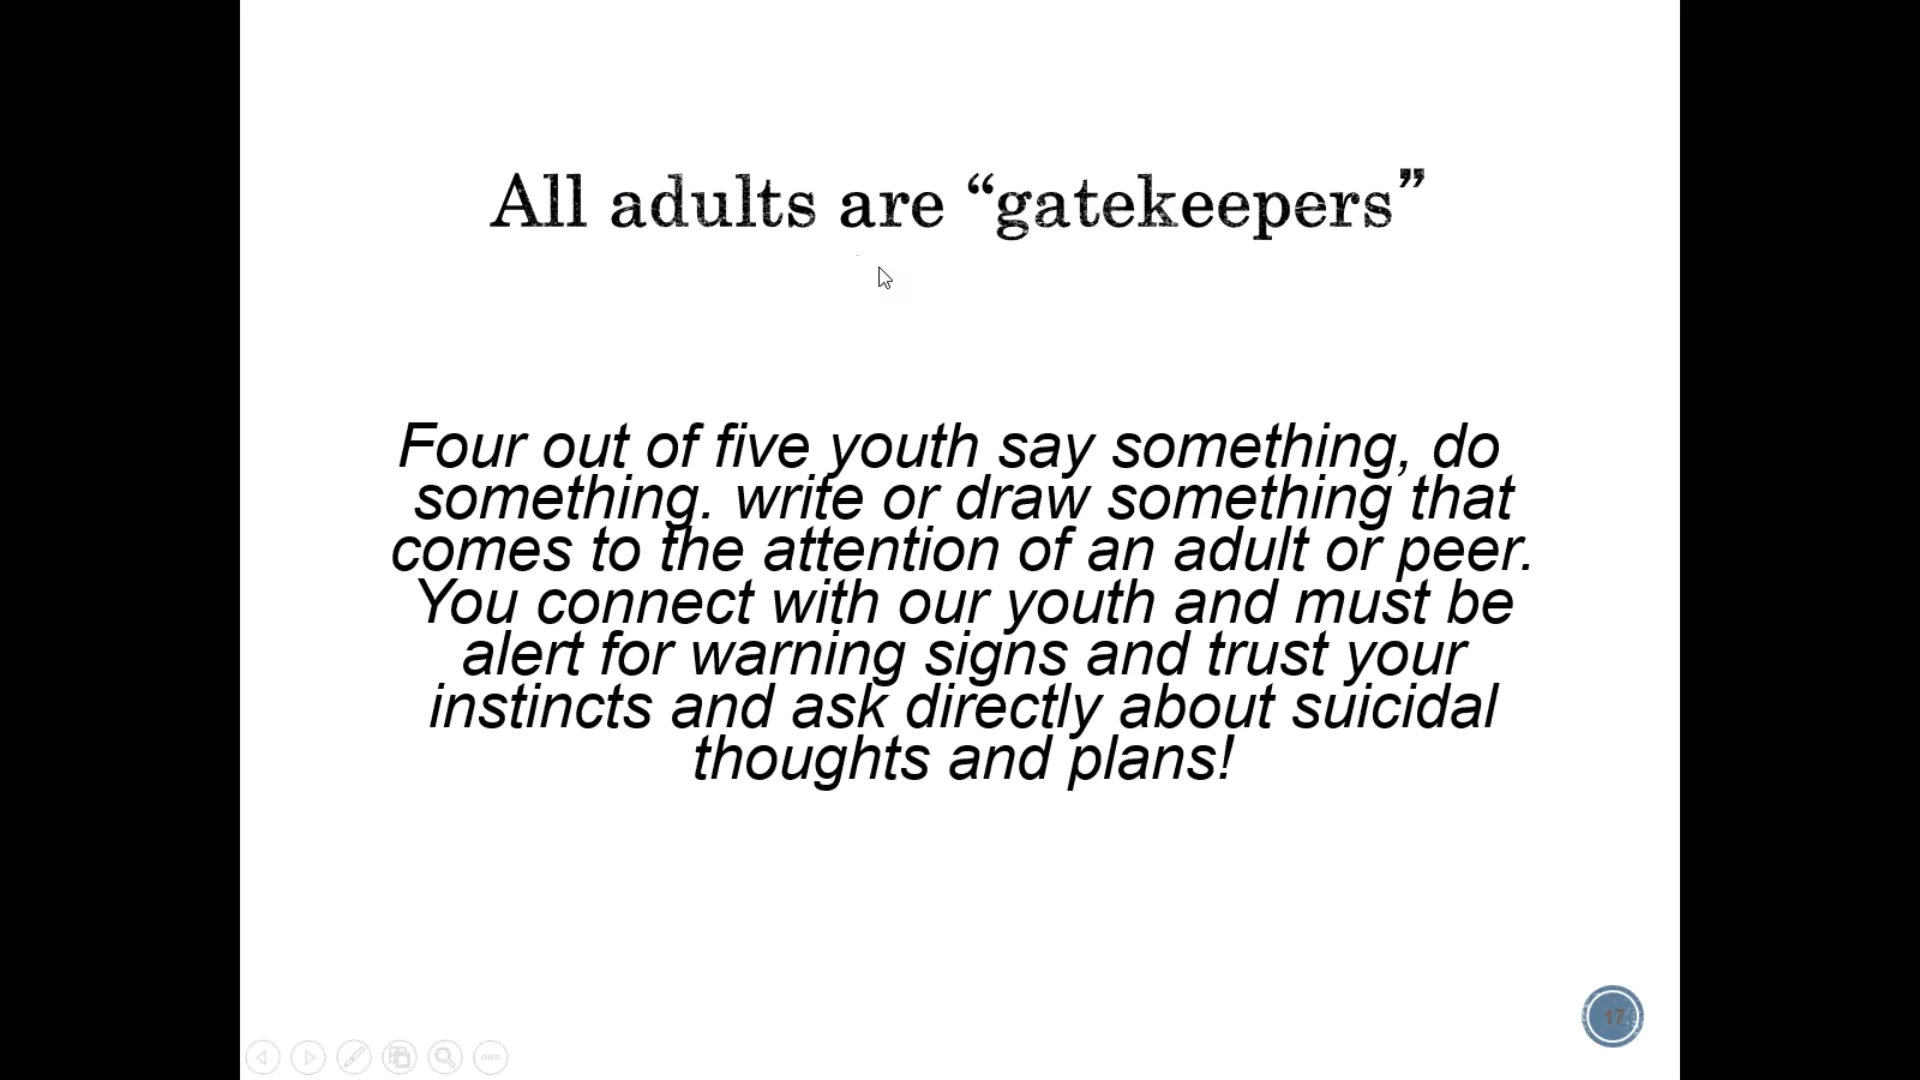 All adults are “gatekeepers”
Four out of five youth say something, do
something. write or draw something that
comes to the attention of an adult or peer.
You connect with our youth and must be
alert for warning signs and trust your
instincts and ask directly about suicidal
thoughts and plans!
17